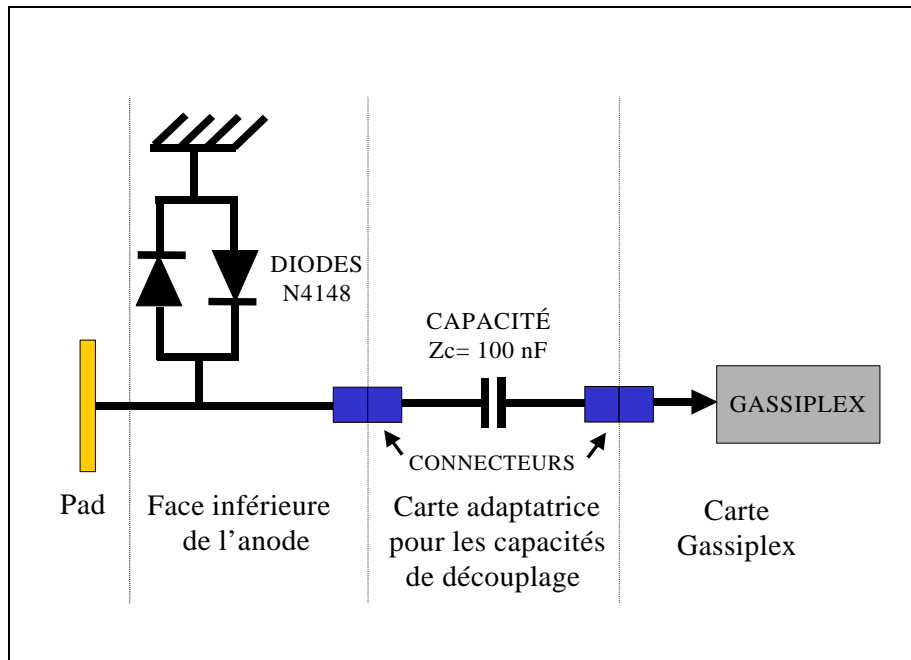 DIODES
N4148
CAPACITÉ
Zc= 100 nF
GASSIPLEX
CONNECTEURS
Pad
Face inférieure
de l’anode
Carte adaptatrice
pour les capacités
de découplage
Carte
Gassiplex